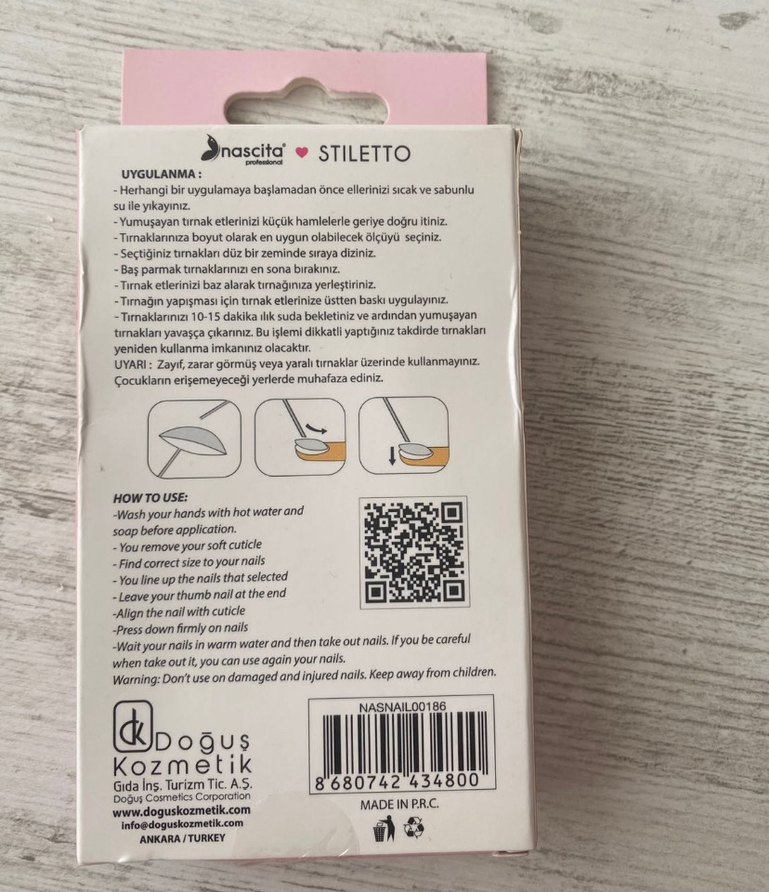 nascita® ♥ STILETTO
professional
UYGULANMA :
- Herhangi bir uygulamaya başlamadan önce ellerinizi sıcak ve sabunlu
su ile yıkayınız.
- Yumuşayan tırnak etlerinizi küçük hamlelerle geriye doğru itiniz.
- Tırnaklarınıza boyut olarak en uygun olabilecek ölçüyü seçiniz.
- Seçtiğiniz tırnakları düz bir zeminde sıraya diziniz.
- Baş parmak tırnaklarınızı en sona bırakınız.
- Tırnak etlerinizi baz alarak tırnağınıza yerleştiriniz.
- Tırnağın yapışması için tırnak etlerinize üstten baskı uygulayınız.
- Tırnaklarınızı 10-15 dakika ılık suda bekletiniz ve ardından yumuşayan
tırnakları yavaşça çıkarınız. Bu işlemi dikkatli yaptığınız takdirde tırnakları
yeniden kullanma imkanınız olacaktır.
UYARI : Zayıf, zarar görmüş veya yaralı tırnaklar üzerinde kullanmayınız.
Çocukların erişemeyeceği yerlerde muhafaza ediniz.
HOW TO USE:
-Wash your hands with hot water and
soap before application.
- You remove your soft cuticle
- Find correct size to your nails
- You line up the nails that selected
- Leave your thumb nail at the end
-Align the nail with cuticle
-Press down firmly on nails
-Wait your nails in warm water and then take out nails. If you be careful
when take out it, you can use again your nails.
Warning: Don't use on damaged and injured nails. Keep away from children.
dk Doğuş
Kozmetik
Gıda İnş. Turizm Tic. A.Ş.
Doğuş Cosmetics Corporation
www.doguskozmetik.com
info@doguskozmetik.com
ANKARA / TURKEY
NASNAIL00186
8 680742 434800
MADE IN P.R.C.